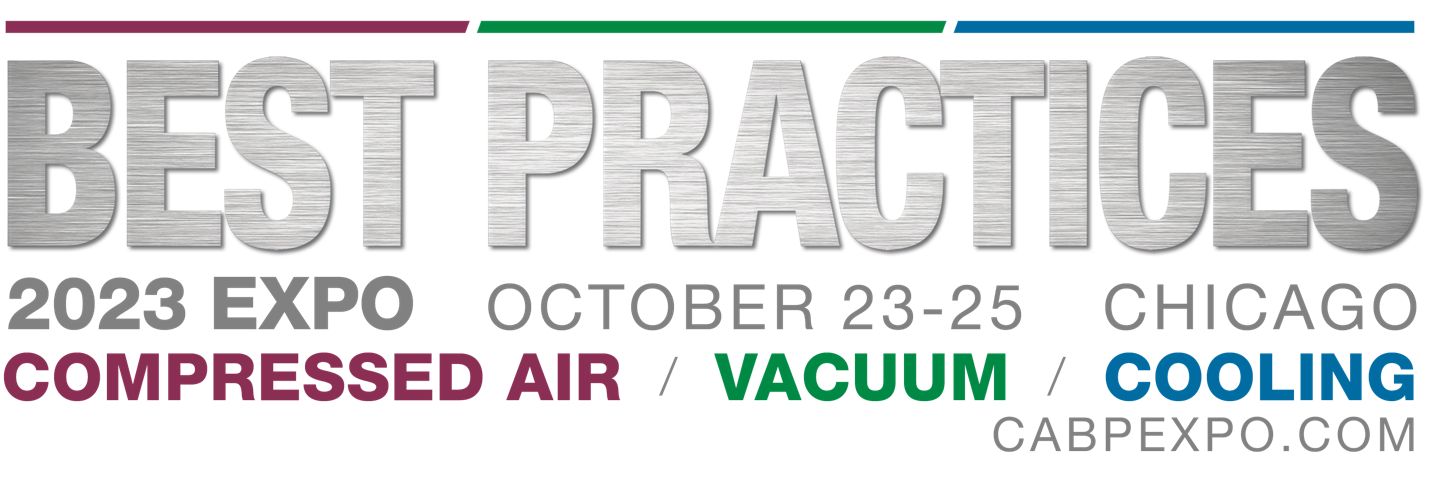 BEST PRACTICES
2023 EXPO OCTOBER 23-25 CHICAGO
COMPRESSED AIR / VACUUM / COOLING
CABPEXPO.COM